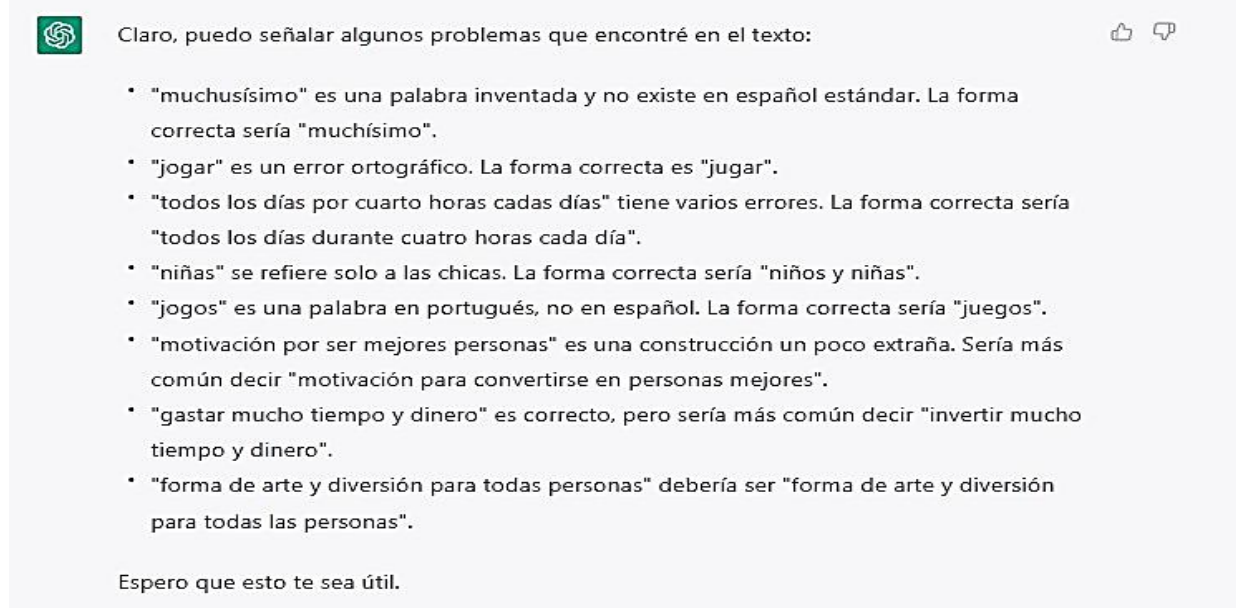 Claro, puedo señalar algunos problemas que encontré en el texto:
• "muchusísimo" es una palabra inventada y no existe en español estándar. La forma
correcta sería "muchísimo".
• "jogar" es un error ortográfico. La forma correcta es "jugar".
• "todos los días por cuarto horas cadas días" tiene varios errores. La forma correcta sería
"todos los días durante cuatro horas cada día".
• "niñas" se refiere solo a las chicas. La forma correcta sería "niños y niñas".
• "jogos" es una palabra en portugués, no en español. La forma correcta sería "juegos".
• "motivación por ser mejores personas" es una construcción un poco extraña. Sería más
común decir "motivación para convertirse en personas mejores".
• "gastar mucho tiempo y dinero" es correcto, pero sería más común decir "invertir mucho
tiempo y dinero".
• "forma de arte y diversión para todas personas" debería ser "forma de arte y diversión
para todas las personas".
Espero que esto te sea útil.